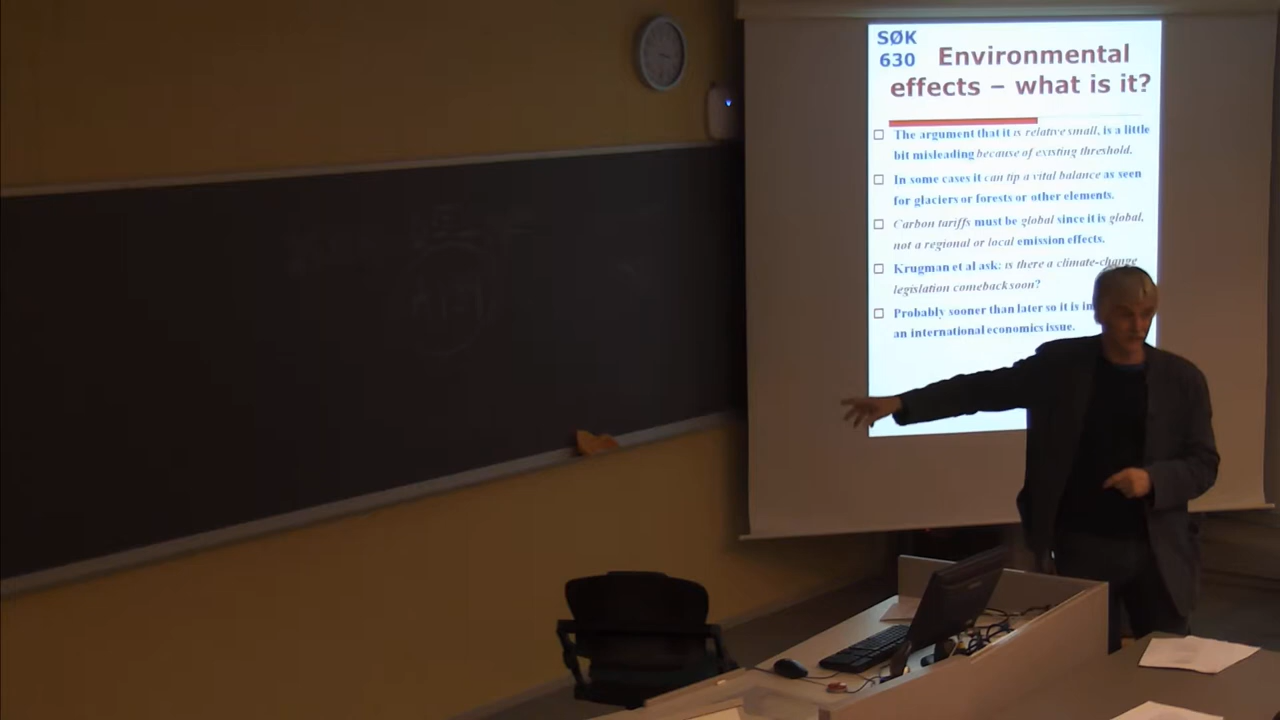 SØK
630
Environmental
effects – what is it?
The argument that it is relative small, is a little
bit misleading because of existing threshold.
In some cases it can tip a vital balance as seen
for glaciers or forests or other elements.
Carbon tariffs must be global since it is global,
not a regional or local emission effects.
Krugman et al ask: is there a climate-change
legislation comeback soon?
Probably sooner than later so it is
an international economics issue.